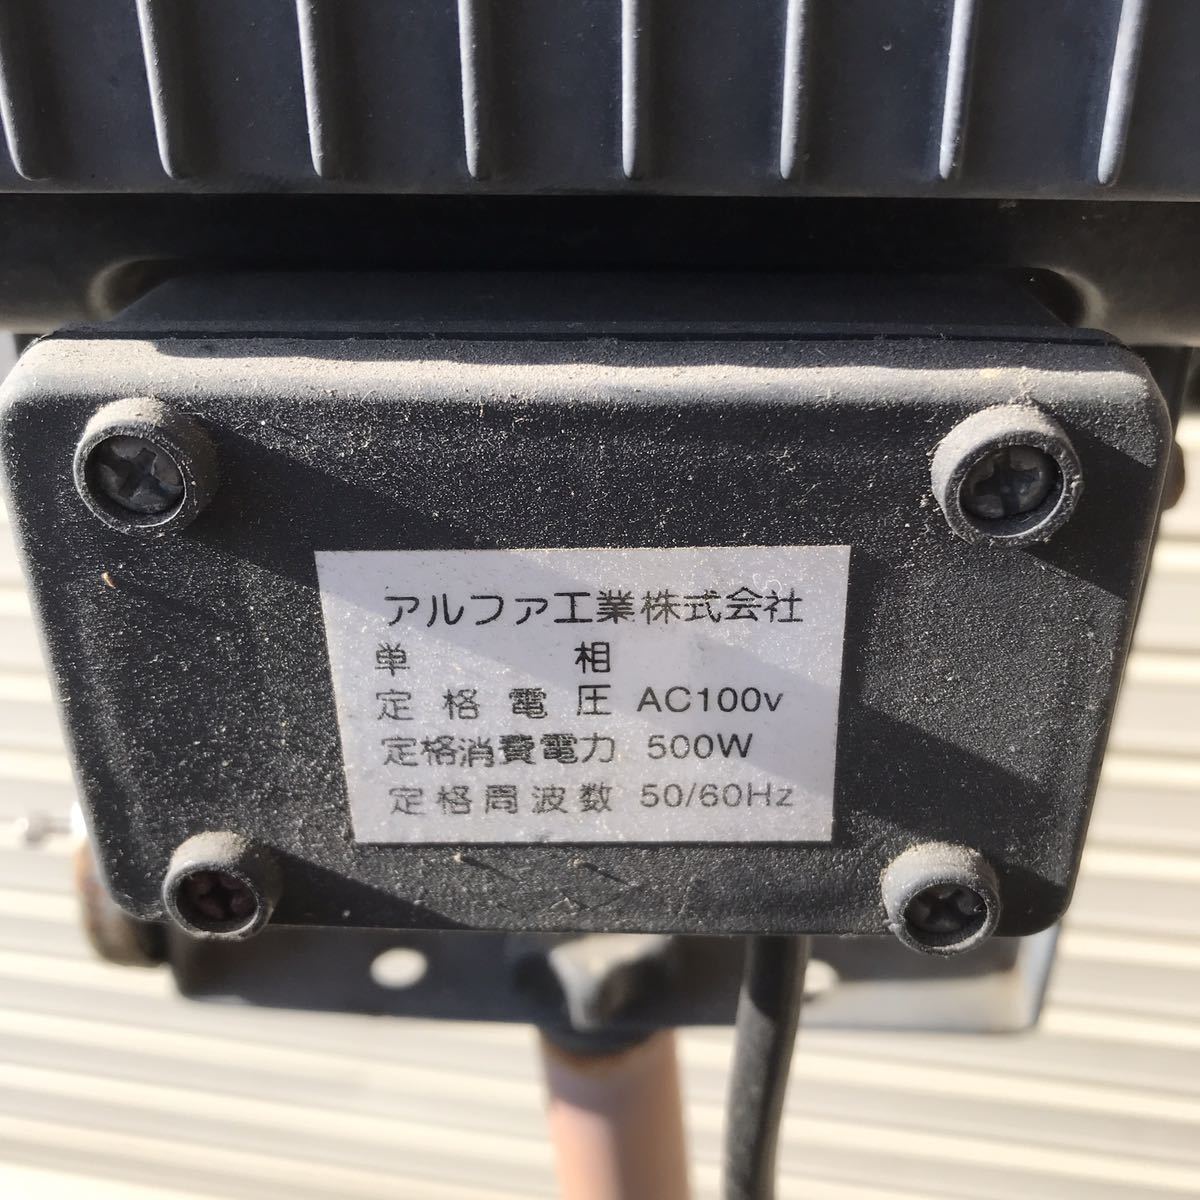 アルファ工業株式会社
単相
定格電圧 AC100v
定格消費電力 500W
定格周波数 50/60Hz